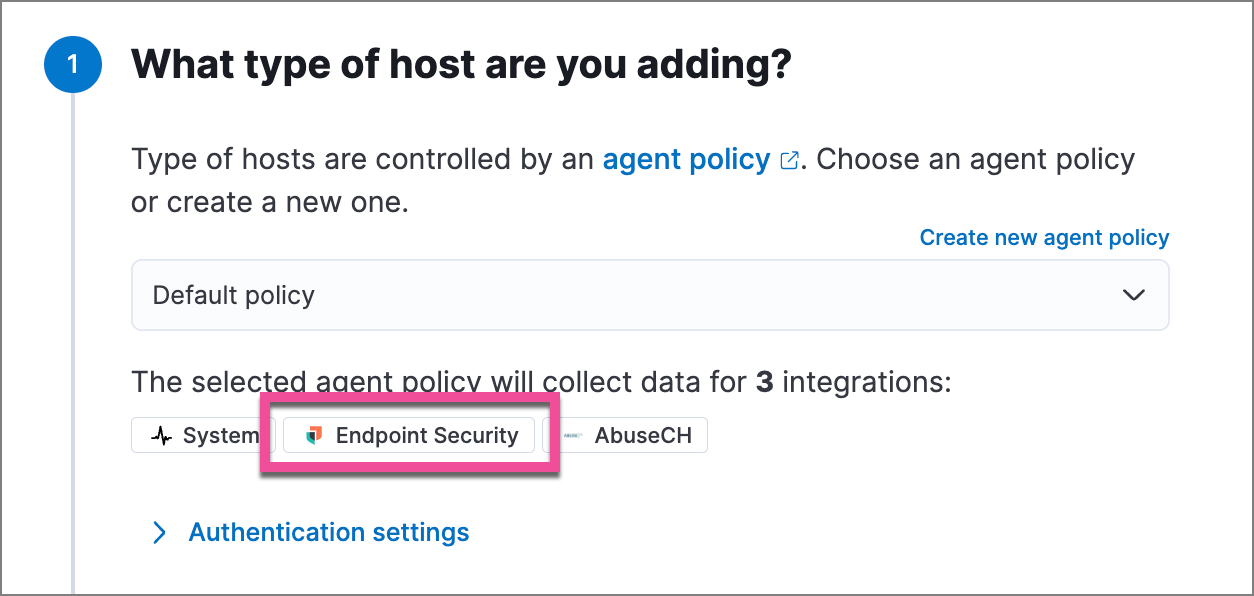 1
What type of host are you adding?
Type of hosts are controlled by an agent policy. Choose an agent policy
or create a new one.
Create new agent policy
Default policy
The selected agent policy will collect data for 3 integrations:
System Endpoint Security AbuseCH
Authentication settings